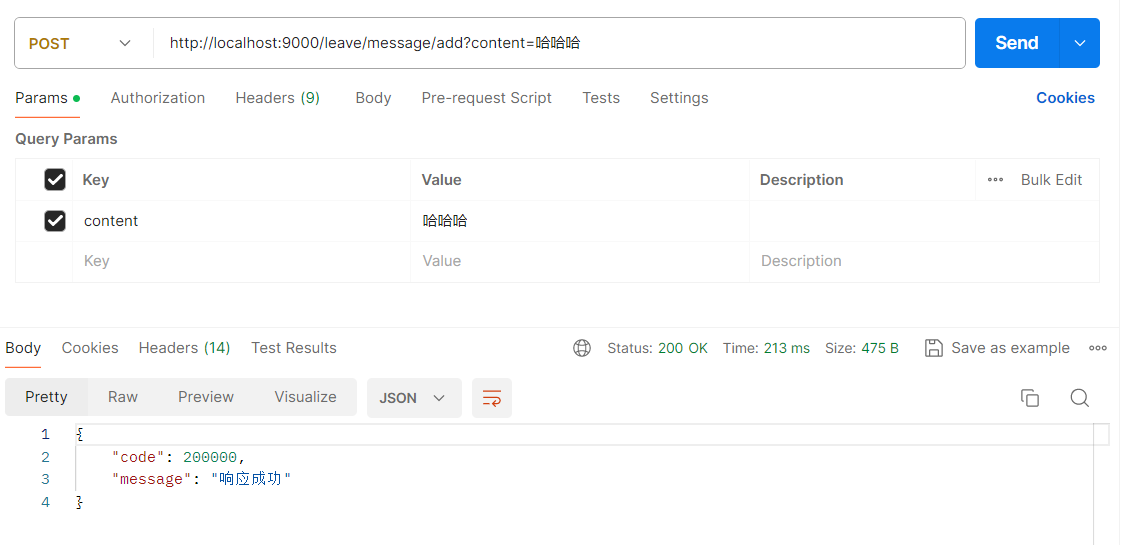 POST http://localhost:9000/leave/message/add?content=哈哈哈 Send
Params Authorization Headers (9) Body Pre-request Script Tests Settings Cookies
Query Params
Key Value Description Bulk Edit
content 哈哈哈
Key Value Description
Body Cookies Headers (14) Test Results Status: 200 OK Time: 213 ms Size: 475 B Save as example
Pretty Raw Preview Visualize JSON
1 {
2 "code": 200000,
3 "message": "响应成功"
4 }